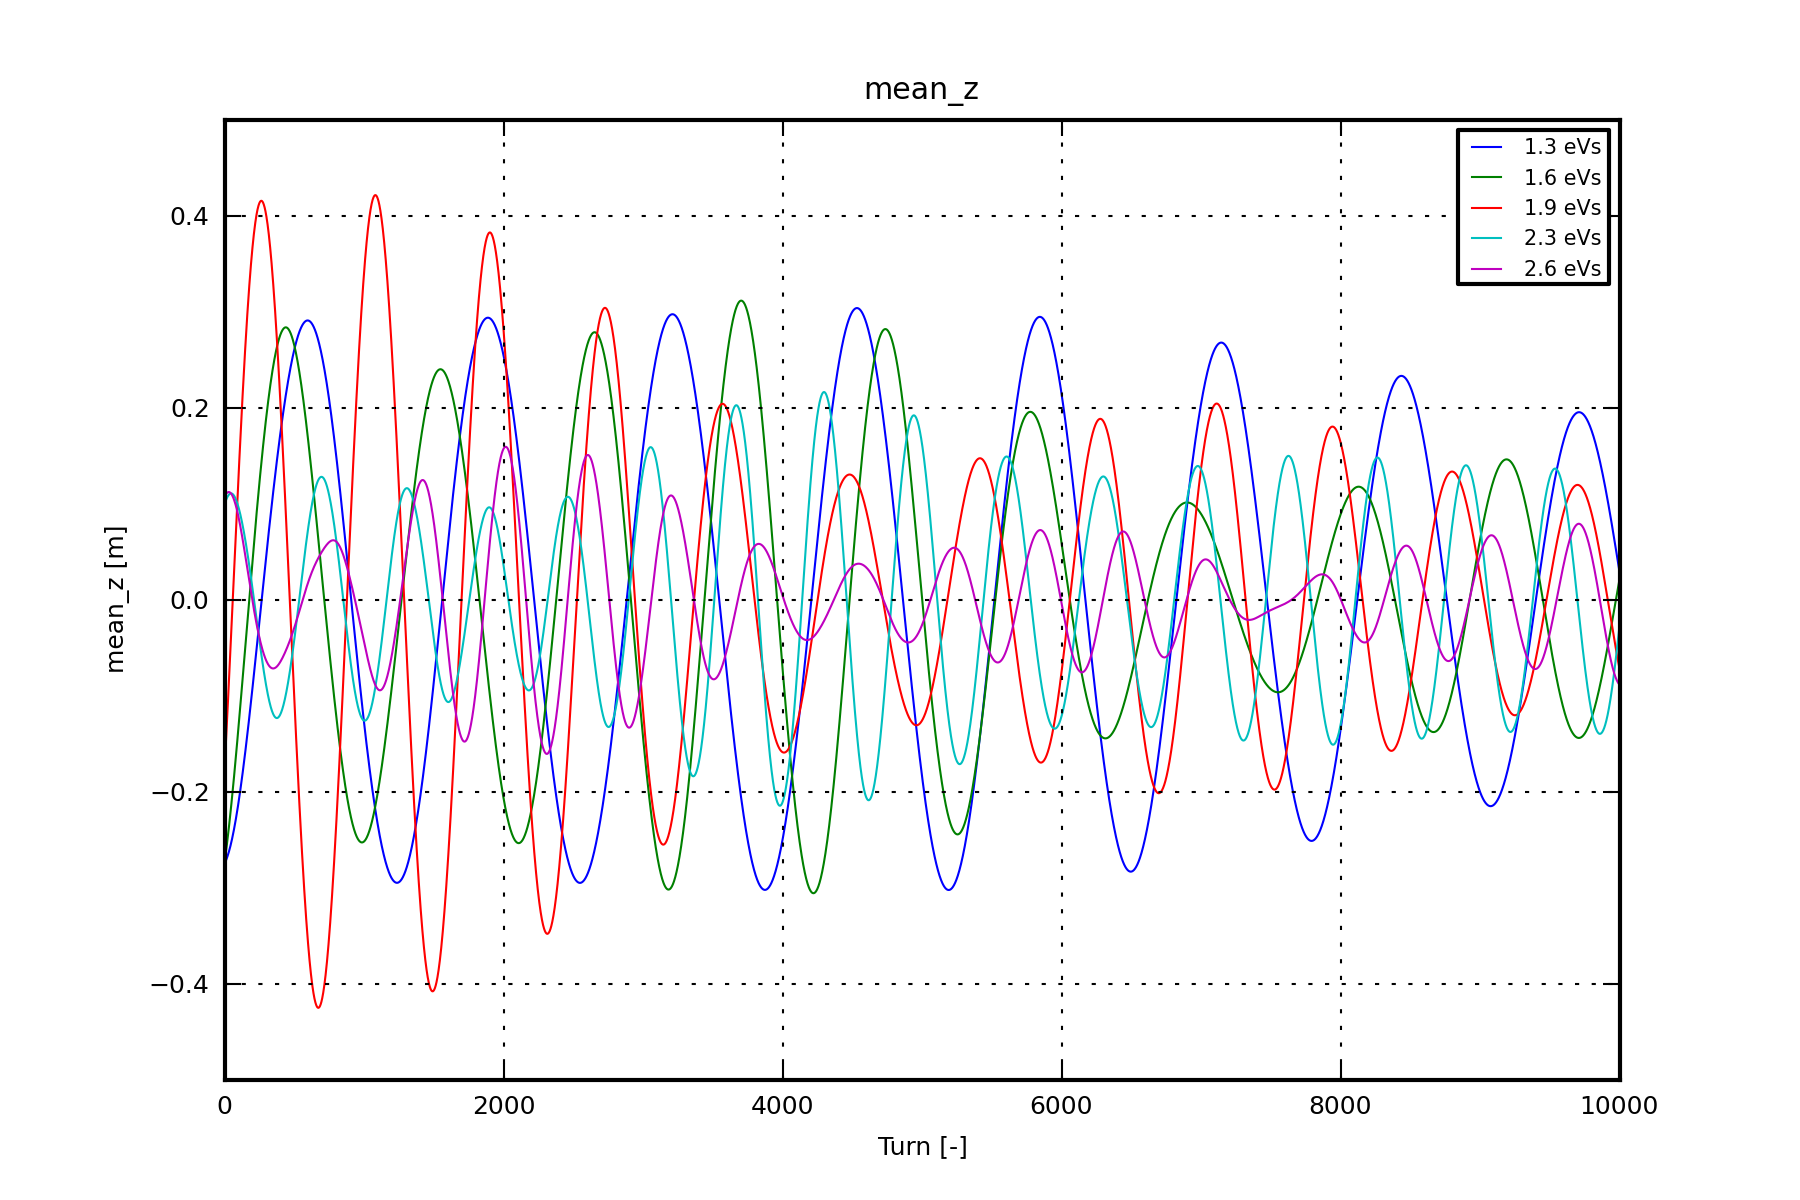 mean_z
1.3 eVs
1.6 eVs
1.9 eVs
2.3 eVs
2.6 eVs
mean_z [m]
0.4
0.2
0.0
−0.2
−0.4
0 2000 4000 6000 8000 10000
Turn [-]